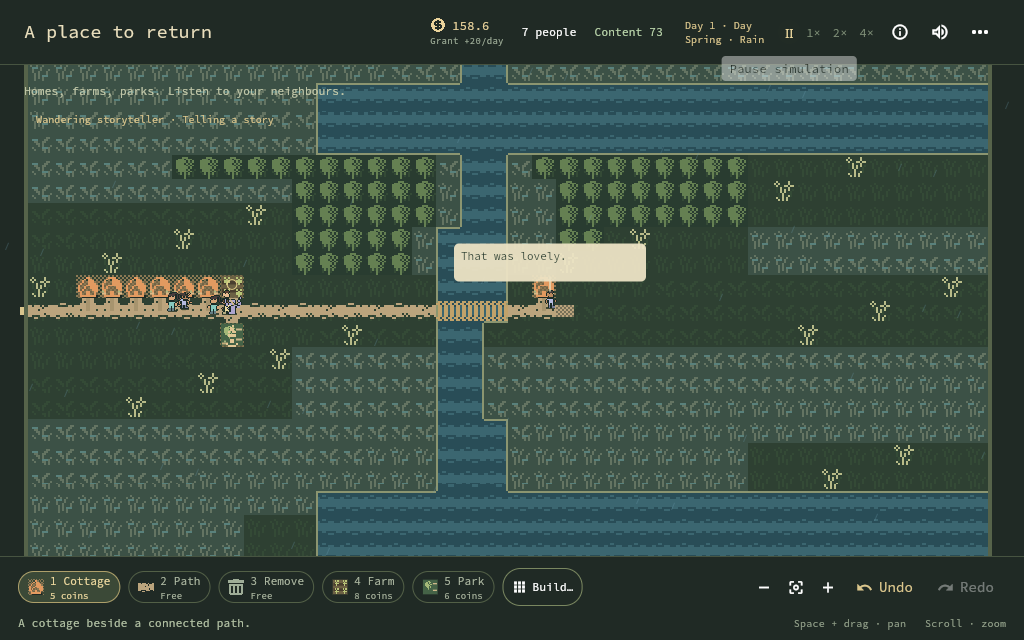 A place to return
158.6
Grant +20/day
7 people
Content 73
Day 1 · Day
Spring · Rain
1×
2×
4×
Pause simulation
Homes, farms, parks. Listen to your neighbours.
Wandering storyteller · Telling a story
That was lovely.
1 Cottage
5 coins
2 Path
Free
3 Remove
Free
4 Farm
8 coins
5 Park
6 coins
Build…
Undo
Redo
A cottage beside a connected path.
Space + drag · pan
Scroll · zoom